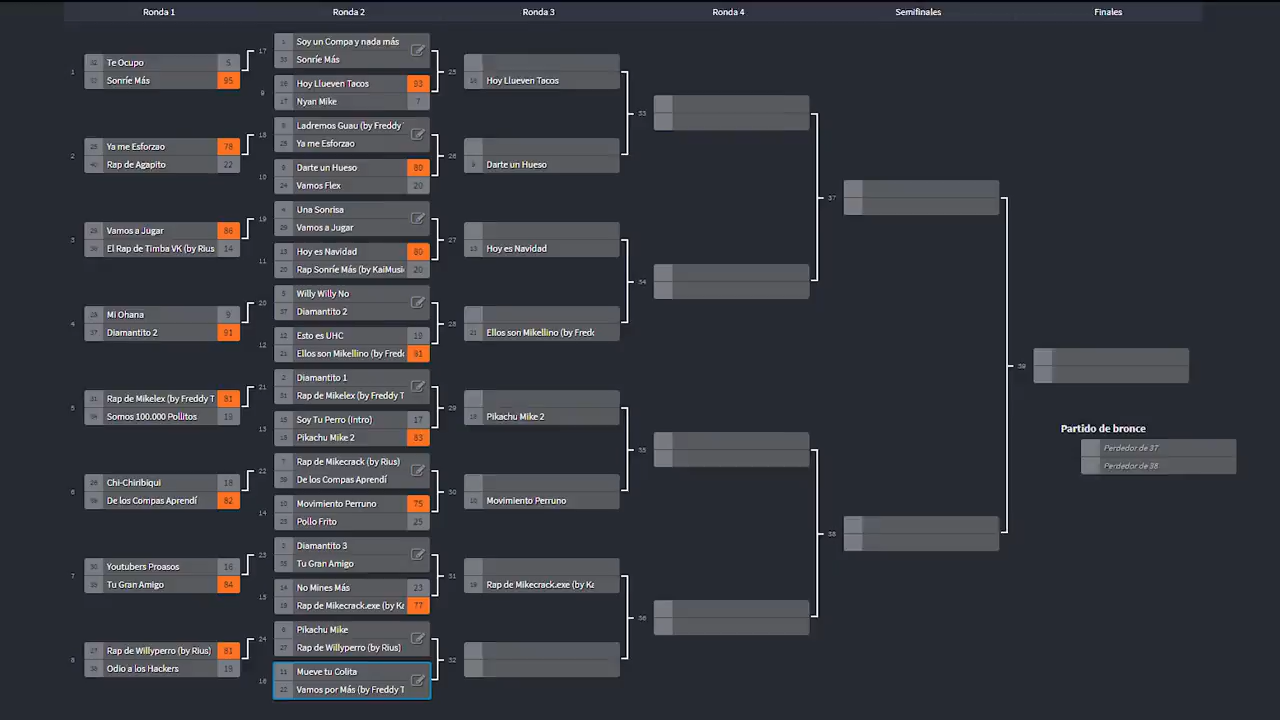 Ronda 1
Ronda 2
Ronda 3
Ronda 4
Semifinales
Finales
Te Ocupo 5
Sonríe Más 95
Ya me Esforzao 78
Rap de Agapito 22
Vamos a Jugar 86
El Rap de Timba VK (by Rius 14
Mi Ohana 9
Diamantito 2 91
Rap de Mikelex (by Freddy T 81
Somos 100.000 Pollitos 19
Chi-Chiribiqui 18
De los Compas Aprendí 82
Youtubers Proasos 16
Tu Gran Amigo 84
Rap de Willyperro (by Rius) 81
Odio a los Hackers 19
Soy un Compa y nada más
Sonríe Más
Hoy Llueven Tacos 93
Nyan Mike 7
Ladremos Guau (by Freddy
Ya me Esforzao
Darte un Hueso 80
Vamos Flex 20
Una Sonrisa
Vamos a Jugar
Hoy es Navidad 80
Rap Sonríe Más (by KaiMusi 20
Willy Willy No
Diamantito 2
Esto es UHC 19
Ellos son Mikellino (by Fredd 81
Diamantito 1
Rap de Mikelex (by Freddy T
Soy Tu Perro (Intro) 17
Pikachu Mike 2 83
Rap de Mikecrack (by Rius)
De los Compas Aprendí
Movimiento Perruno 75
Pollo Frito 25
Diamantito 3
Tu Gran Amigo
No Mines Más 23
Rap de Mikecrack.exe (by Ka 77
Pikachu Mike
Rap de Willyperro (by Rius)
Mueve tu Colita
Vamos por Más (by Freddy T
Hoy Llueven Tacos
Darte un Hueso
Hoy es Navidad
Ellos son Mikellino (by Fredd
Pikachu Mike 2
Movimiento Perruno
Rap de Mikecrack.exe (by Ka
Partido de bronce
Perdedor de 37
Perdedor de 38